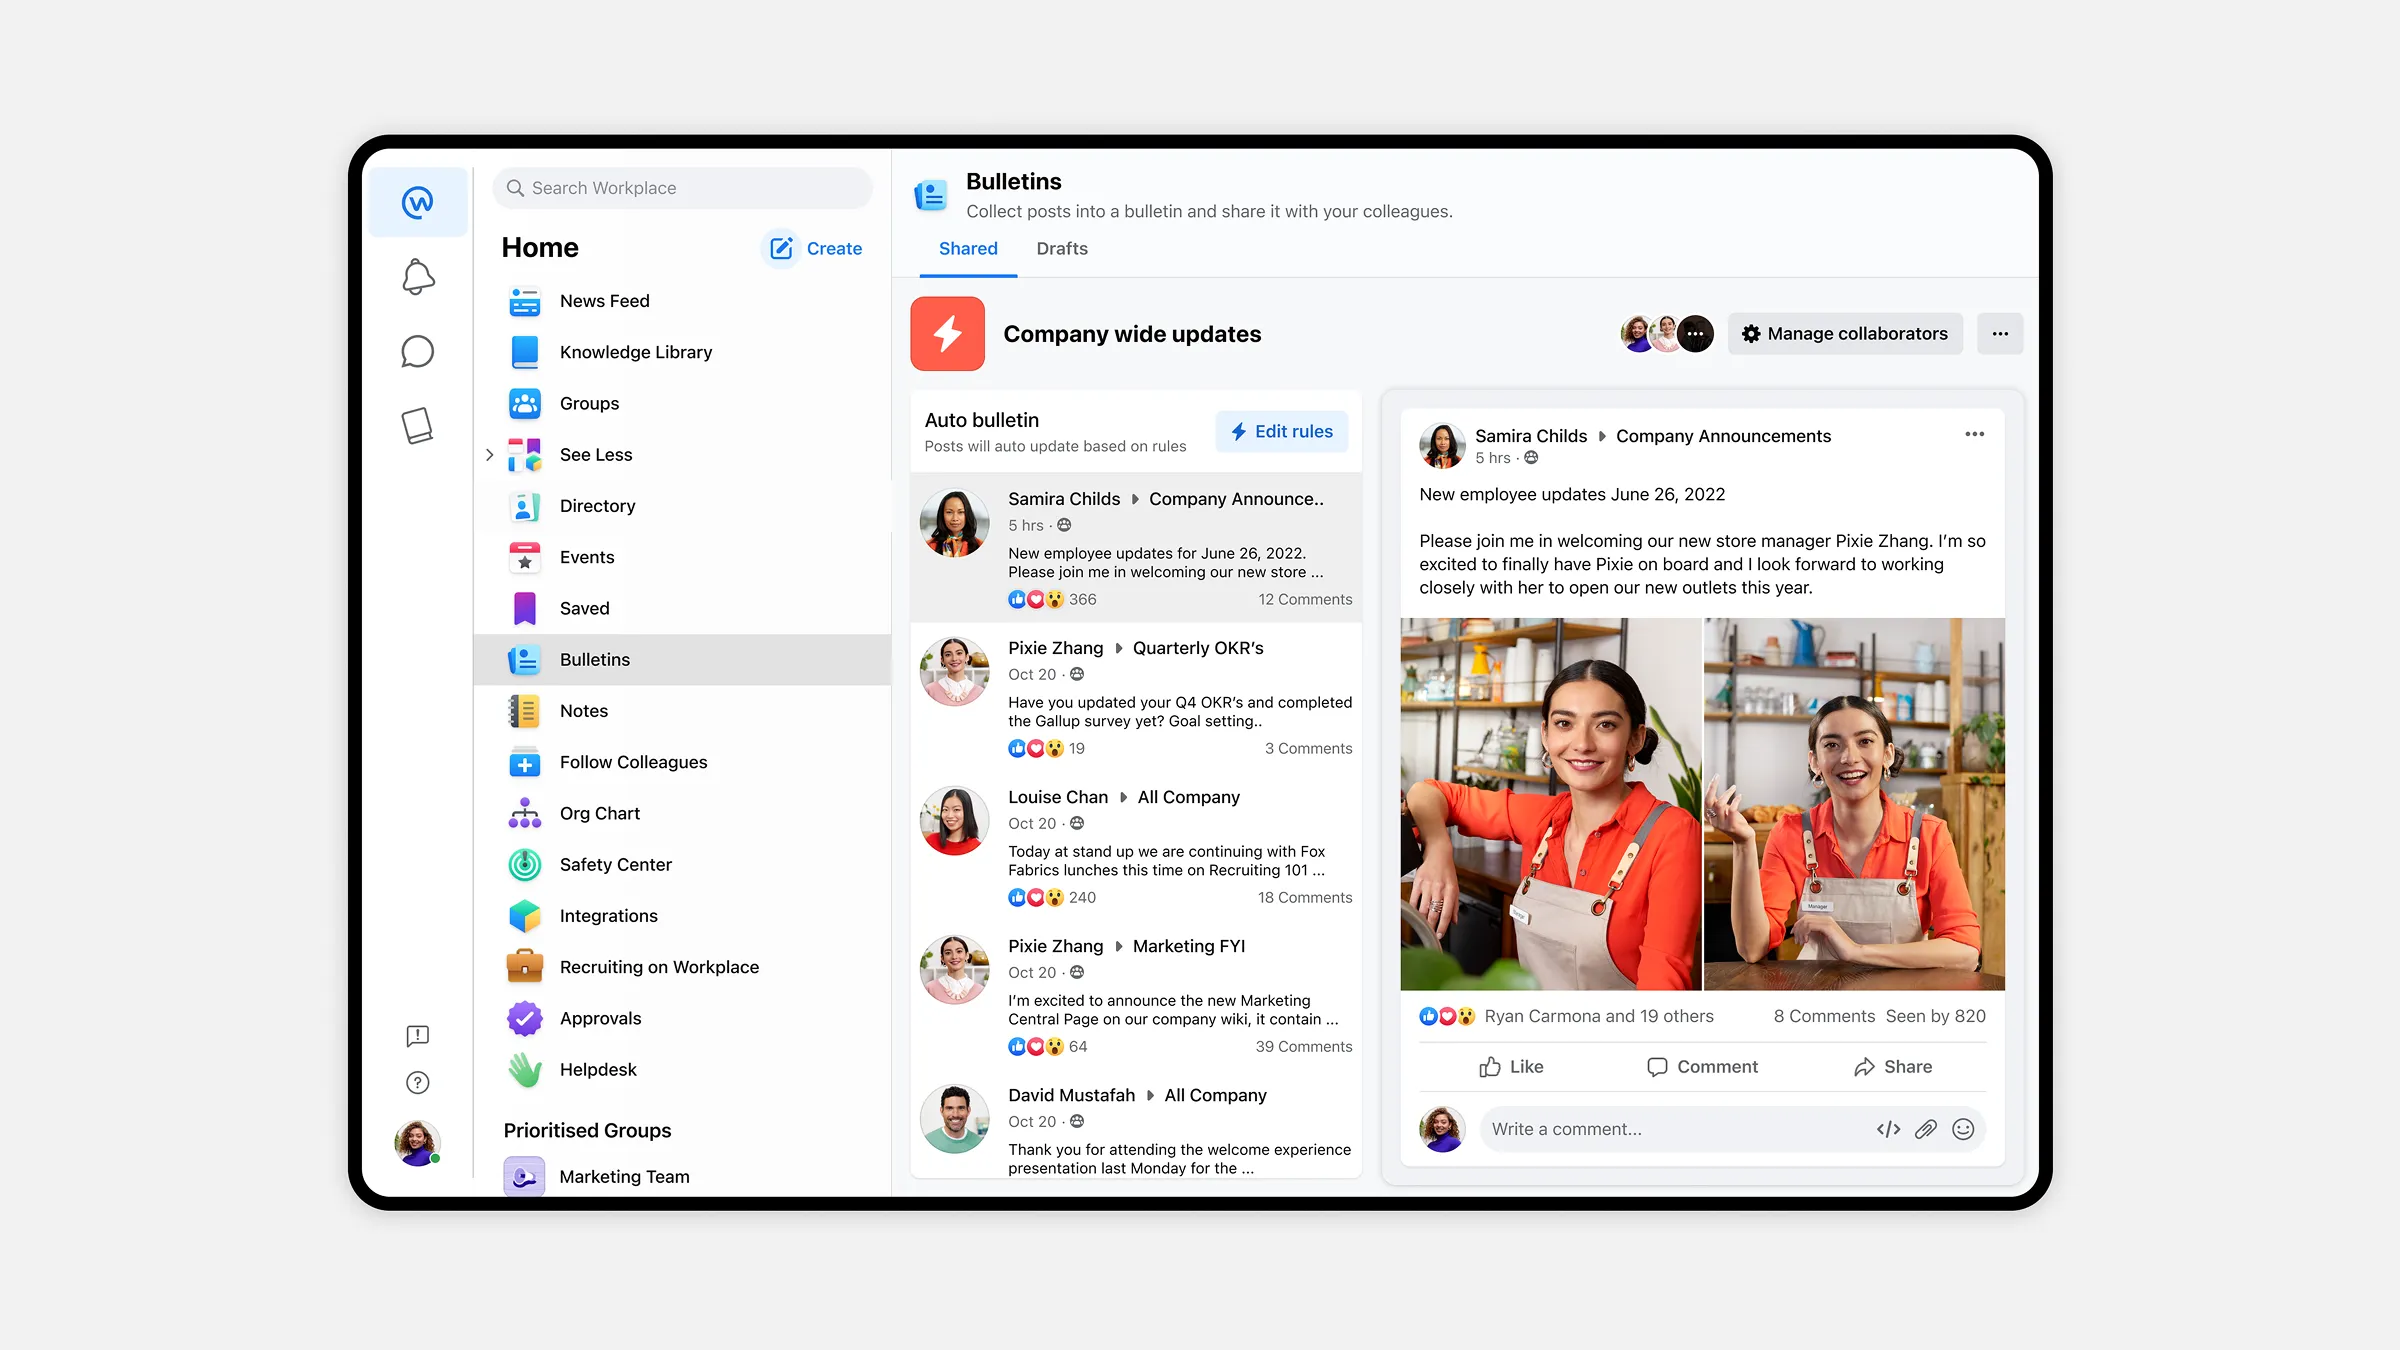 Search Workplace
Home
Create
News Feed
Knowledge Library
Groups
See Less
Directory
Events
Saved
Bulletins
Notes
Follow Colleagues
Org Chart
Safety Center
Integrations
Recruiting on Workplace
Approvals
Helpdesk
Prioritised Groups
Marketing Team
Bulletins
Collect posts into a bulletin and share it with your colleagues.
Shared
Drafts
Company wide updates
Manage collaborators
Auto bulletin
Posts will auto update based on rules
Edit rules
Samira Childs Company Announce..
5 hrs ·
New employee updates for June 26, 2022.
Please join me in welcoming our new store ...
366 12 Comments
Pixie Zhang Quarterly OKR’s
Oct 20 ·
Have you updated your Q4 OKR’s and completed
the Gallup survey yet? Goal setting..
19 3 Comments
Louise Chan All Company
Oct 20 ·
Today at stand up we are continuing with Fox
Fabrics lunches this time on Recruiting 101 ...
240 18 Comments
Pixie Zhang Marketing FYI
Oct 20 ·
I’m excited to announce the new Marketing
Central Page on our company wiki, it contain ...
64 39 Comments
David Mustafah All Company
Oct 20 ·
Thank you for attending the welcome experience
presentation last Monday for the ...
Samira Childs Company Announcements
5 hrs ·
New employee updates June 26, 2022
Please join me in welcoming our new store manager Pixie Zhang. I’m so
excited to finally have Pixie on board and I look forward to working
closely with her to open our new outlets this year.
Manager
Ryan Carmona and 19 others 8 Comments Seen by 820
Like Comment Share
Write a comment...